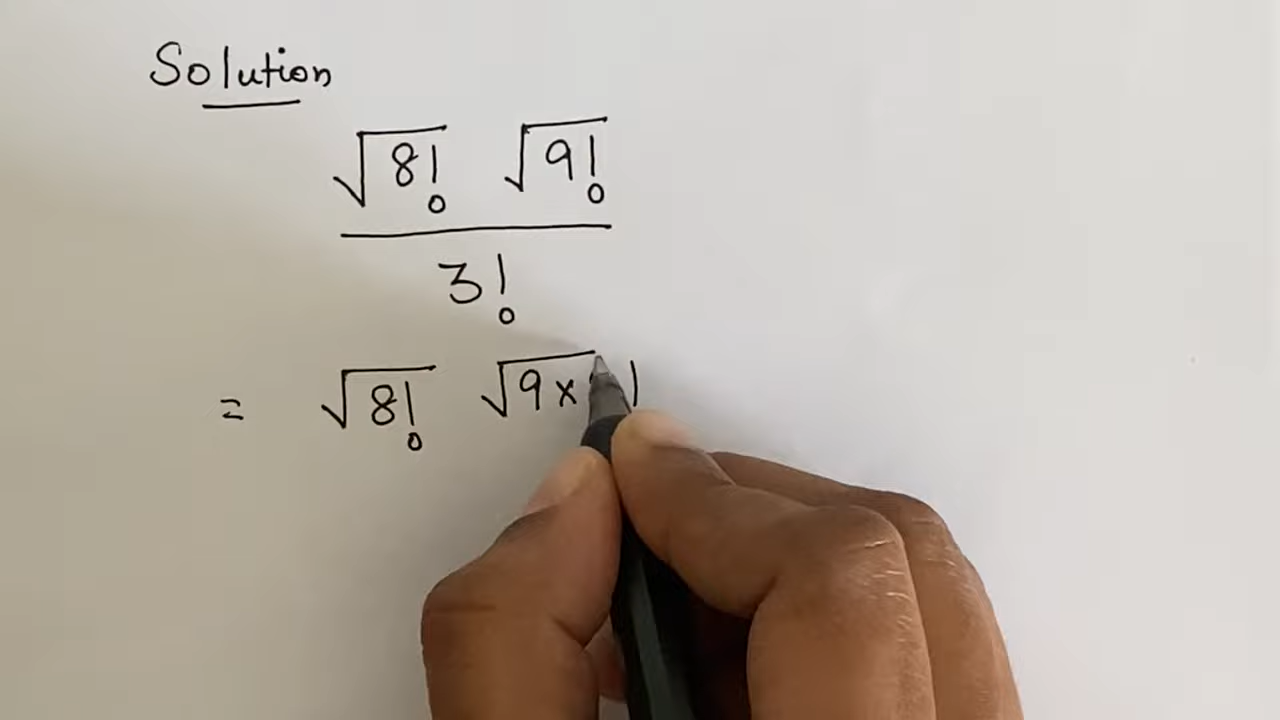 Solution
√8! √9!
3!
= √8! √9×